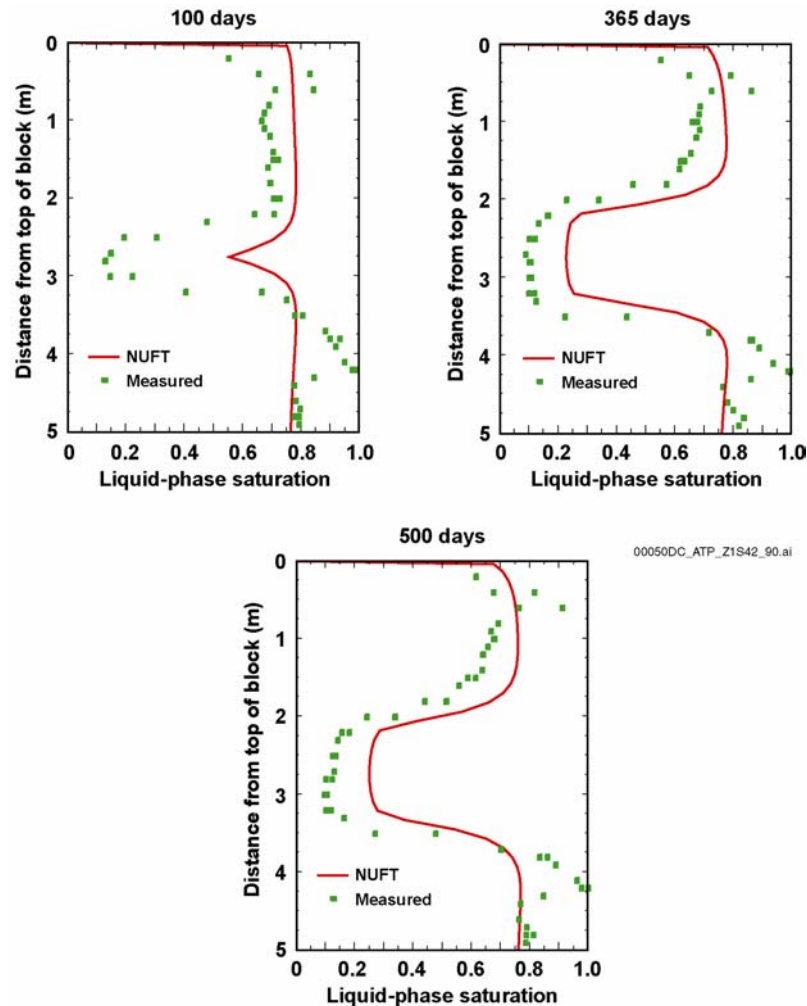 100 days
0
1
2
3
4
5
Distance from top of block (m)
NUFT
Measured
0 0.2 0.4 0.6 0.8 1.0
Liquid-phase saturation
365 days
0
1
2
3
4
5
Distance from top of block (m)
NUFT
Measured
0 0.2 0.4 0.6 0.8 1.0
Liquid-phase saturation
500 days
00050DC_ATP_Z1S42_90.ai
0
1
2
3
4
5
Distance from top of block (m)
NUFT
Measured
0 0.2 0.4 0.6 0.8 1.0
Liquid-phase saturation